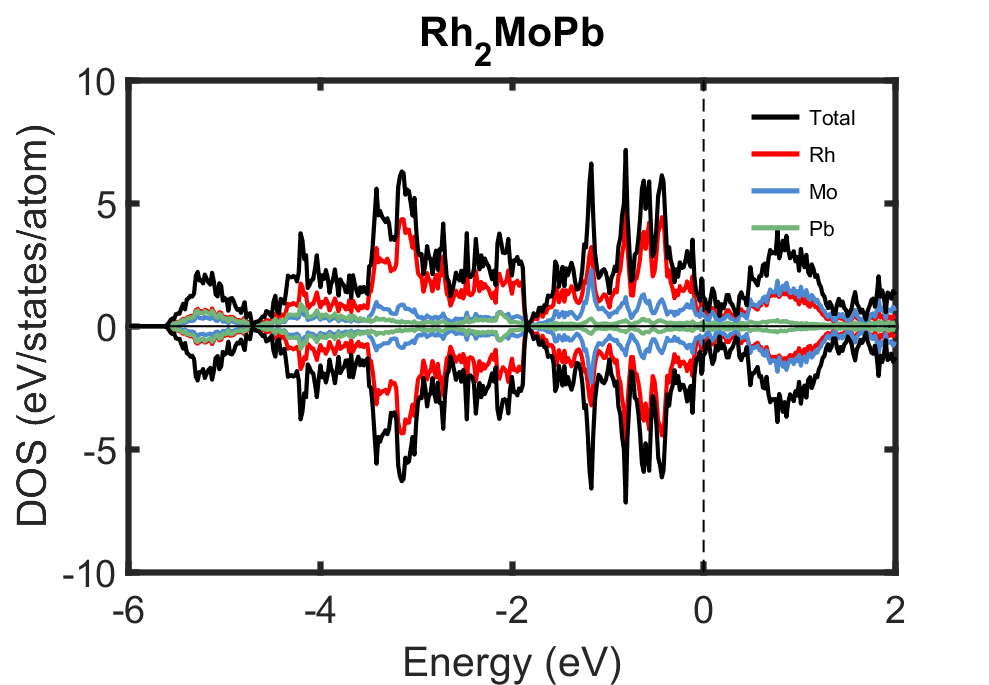 Rh2MoPb
10
5
0
-5
-10
DOS (eV/states/atom)
Total
Rh
Mo
Pb
-6 -4 -2 0 2
Energy (eV)